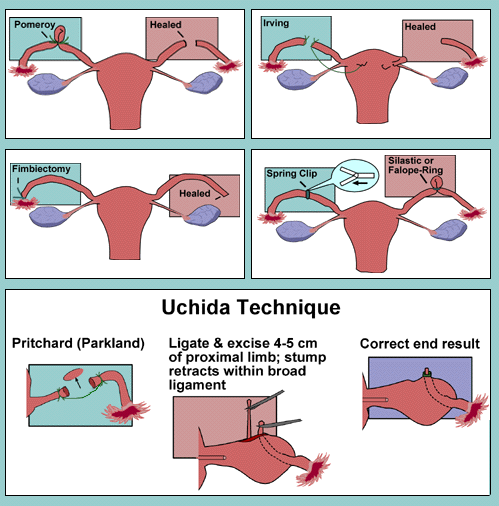 Pomeroy
Healed
Irving
Healed
Fimbiectomy
Healed
Spring Clip
Silastic or
Falope-Ring
Uchida Technique
Pritchard (Parkland)
Ligate & excise 4-5 cm
of proximal limb; stump
retracts within broad
ligament
Correct end result